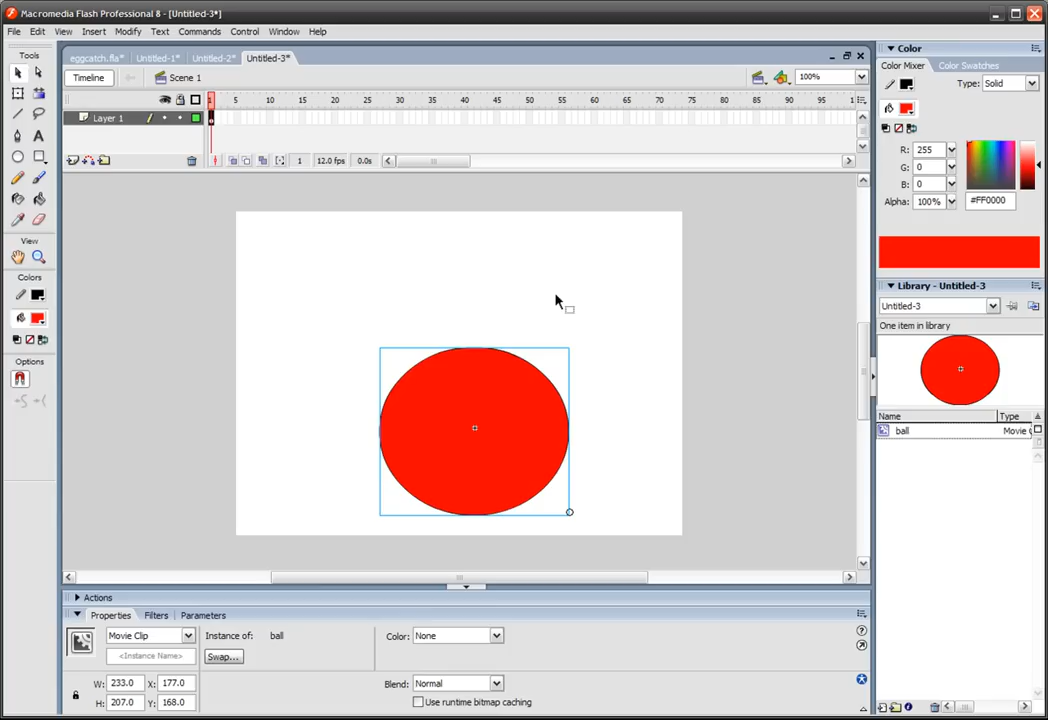 Macromedia Flash Professional 8 - [Untitled-3*]
File Edit View Insert Modify Text Commands Control Window Help
Tools
eggcatch.fla* Untitled-1* Untitled-2* Untitled-3*
Timeline Scene 1 100%
1 5 10 15 20 25 30 35 40 45 50 55 60 65 70 75 80 85 90 95 1
Layer 1
1 12.0 fps 0.0s
View
Colors
Options
Color
Color Mixer Color Swatches
Type: Solid
R: 255
G: 0
B: 0
Alpha: 100% #FF0000
Library - Untitled-3
Untitled-3
One item in library
Name Type
ball Movie
Actions
Properties Filters Parameters
Movie Clip Instance of: ball Color: None
<Instance Name> Swap...
W: 233.0 X: 177.0 Blend: Normal
H: 207.0 Y: 168.0 Use runtime bitmap caching